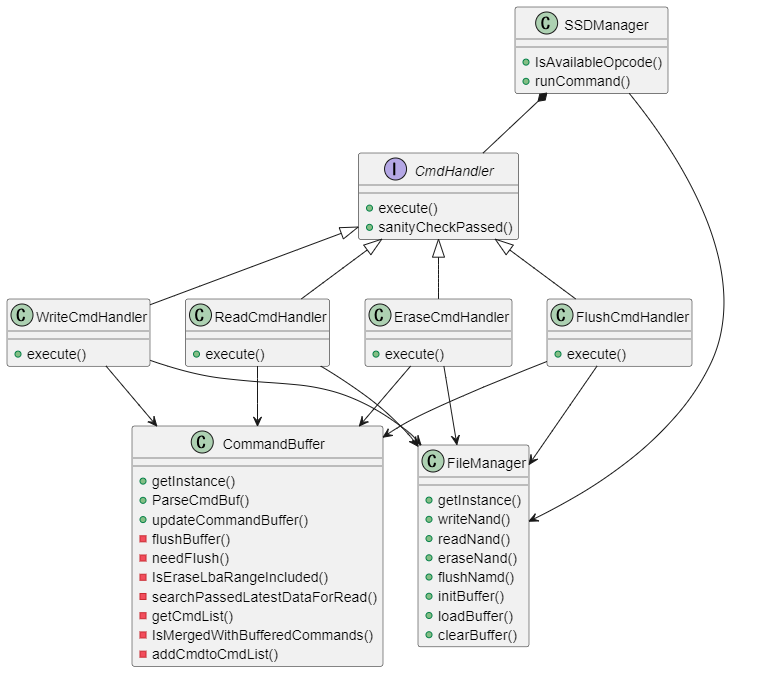 C SSDManager
IsAvailableOpcode()
runCommand()
I CmdHandler
execute()
sanityCheckPassed()
C WriteCmdHandler
execute()
C ReadCmdHandler
execute()
C EraseCmdHandler
execute()
C FlushCmdHandler
execute()
C CommandBuffer
getInstance()
ParseCmdBuf()
updateCommandBuffer()
flushBuffer()
needFlush()
IsEraseLbaRangeIncluded()
searchPassedLatestDataForRead()
getCmdList()
IsMergedWithBufferedCommands()
addCmdtoCmdList()
C FileManager
getInstance()
writeNand()
readNand()
eraseNand()
flushNamd()
initBuffer()
loadBuffer()
clearBuffer()